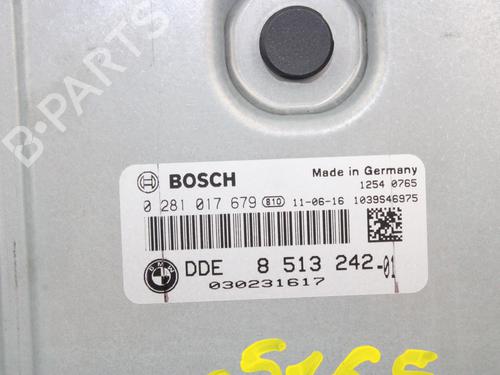 B-PARTS
BOSCH
Made in Germany
1254 0765
0 281 017 679 810 11-06-16 1039S46975
BMW
DDE 8 513 242-01
030231617